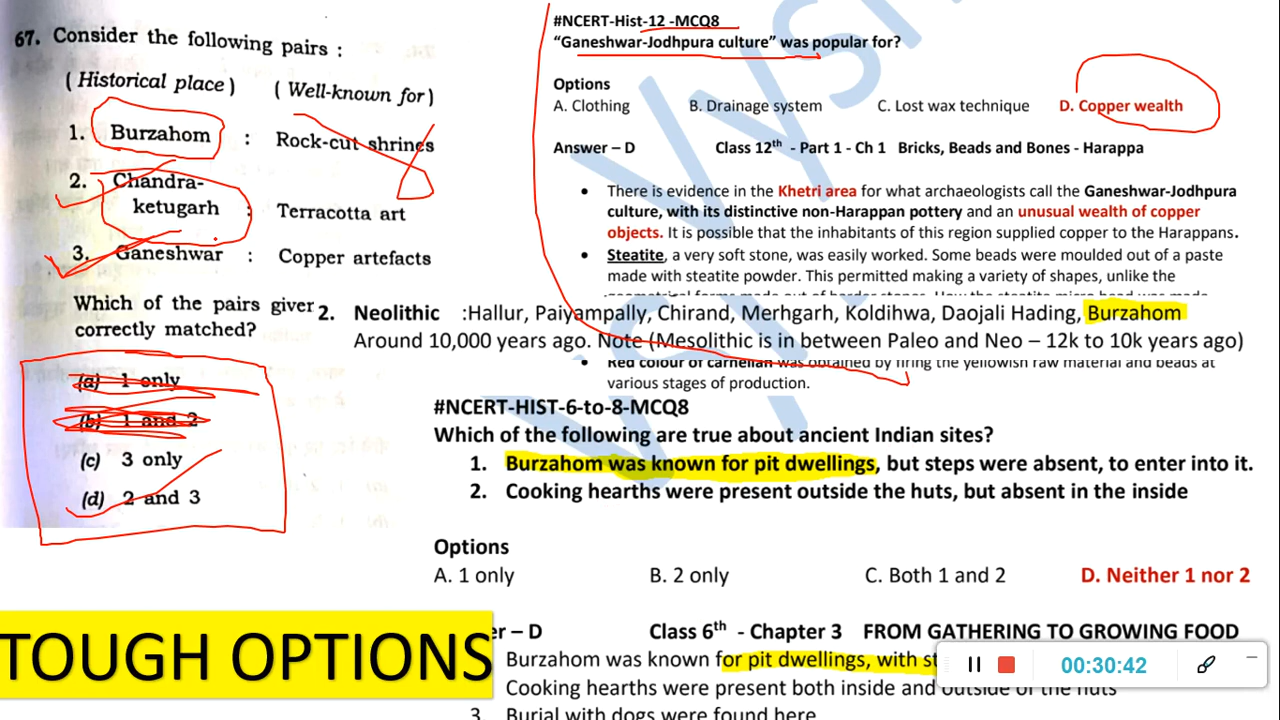 67. Consider the following pairs :
( Historical place ) ( Well-known for )
1. Burzahom : Rock-cut shrines
2. Chandra-
ketugarh : Terracotta art
3. Ganeshwar : Copper artefacts
Which of the pairs given
correctly matched?
(a) 1 only
(b) 1 and 2
(c) 3 only
(d) 2 and 3
TOUGH OPTIONS
#NCERT-Hist-12 -MCQ8
“Ganeshwar-Jodhpura culture” was popular for?
Options
A. Clothing B. Drainage system C. Lost wax technique D. Copper wealth
Answer – D Class 12th - Part 1 - Ch 1 Bricks, Beads and Bones - Harappa
• There is evidence in the Khetri area for what archaeologists call the Ganeshwar-Jodhpura
culture, with its distinctive non-Harappan pottery and an unusual wealth of copper
objects. It is possible that the inhabitants of this region supplied copper to the Harappans.
• Steatite, a very soft stone, was easily worked. Some beads were moulded out of a paste
made with steatite powder. This permitted making a variety of shapes, unlike the
2. Neolithic :Hallur, Paiyampally, Chirand, Merhgarh, Koldihwa, Daojali Hading, Burzahom
Around 10,000 years ago. Note (Mesolithic is in between Paleo and Neo – 12k to 10k years ago)
• Red colour of carnelian was obtained by firing the yellowish raw material and beads at
various stages of production.
#NCERT-HIST-6-to-8-MCQ8
Which of the following are true about ancient Indian sites?
1. Burzahom was known for pit dwellings, but steps were absent, to enter into it.
2. Cooking hearths were present outside the huts, but absent in the inside
Options
A. 1 only B. 2 only C. Both 1 and 2 D. Neither 1 nor 2
er – D Class 6th - Chapter 3 FROM GATHERING TO GROWING FOOD
Burzahom was known for pit dwellings, with st
Cooking hearths were present both inside and outside of the huts
3. Burial with dogs were found here
00:30:42